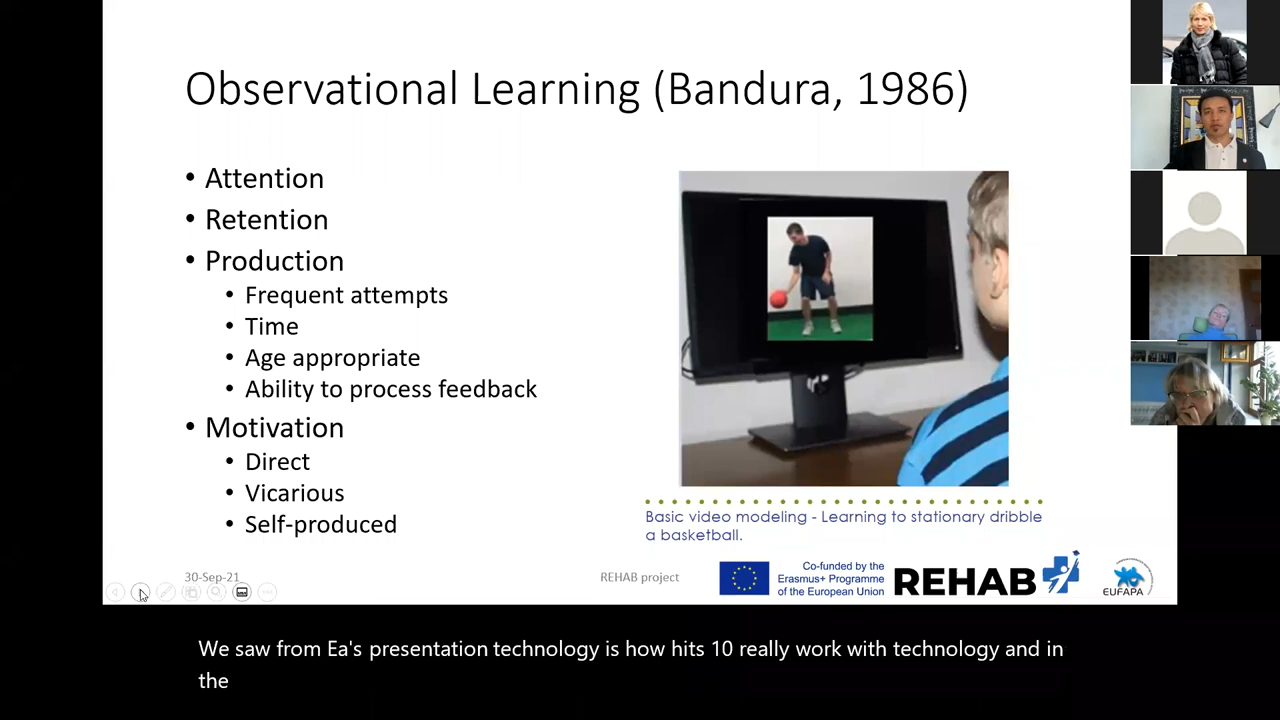 Observational Learning (Bandura, 1986)
• Attention
• Retention
• Production
• Frequent attempts
• Time
• Age appropriate
• Ability to process feedback
• Motivation
• Direct
• Vicarious
• Self-produced
Basic video modeling - Learning to stationary dribble
a basketball.
30-Sep-21
REHAB project
Co-funded by the
Erasmus+ Programme
of the European Union
REHAB
EUFAPA
We saw from Ea's presentation technology is how hits 10 really work with technology and in
the